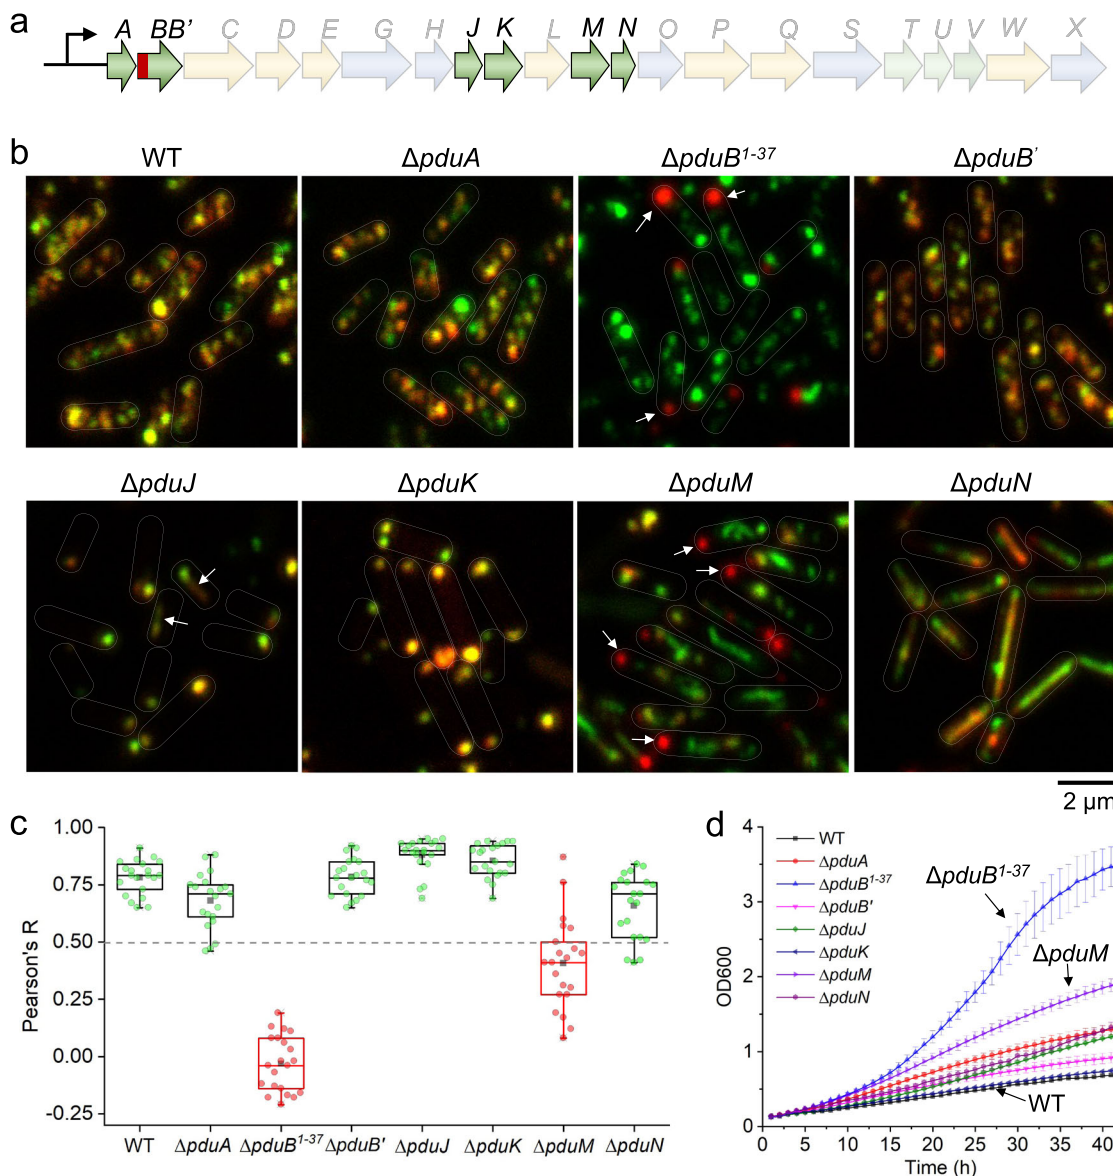 a
A BB' C D E G H J K L M N O P Q S T U V W X
b
WT ΔpduA ΔpduB¹⁻³⁷ ΔpduB'
ΔpduJ ΔpduK ΔpduM ΔpduN
2 μm
c
Pearson's R
1.00
0.75
0.50
0.25
0.00
-0.25
WT ΔpduA ΔpduB¹⁻³⁷ ΔpduB' ΔpduJ ΔpduK ΔpduM ΔpduN
d
OD600
4
3
2
1
0
WT
ΔpduA
ΔpduB¹⁻³⁷
ΔpduB'
ΔpduJ
ΔpduK
ΔpduM
ΔpduN
ΔpduB¹⁻³⁷
ΔpduM
WT
0 5 10 15 20 25 30 35 40
Time (h)